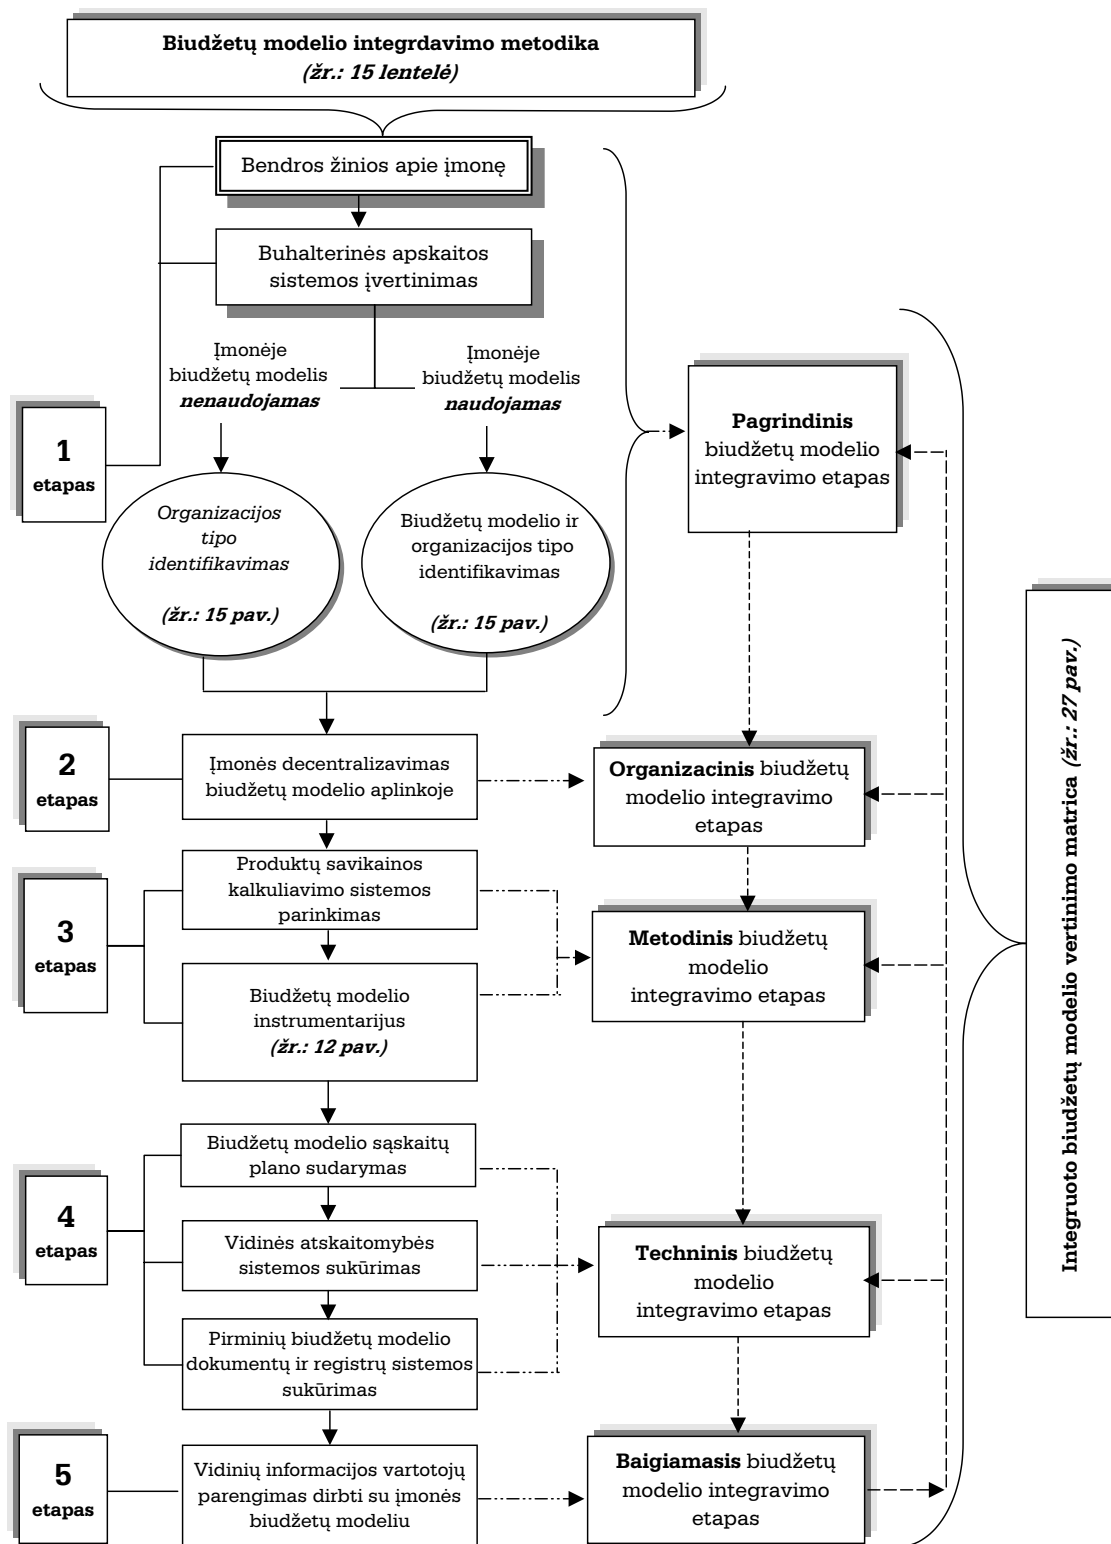 Biudžetų modelio integrdavimo metodika
(žr.: 15 lentelė)
Bendros žinios apie įmonę
Buhalterinės apskaitos
sistemos įvertinimas
Įmonėje
biudžetų modelis
nenaudojamas
Įmonėje
biudžetų modelis
naudojamas
1
etapas
Organizacijos
tipo
identifikavimas
(žr.: 15 pav.)
Biudžetų modelio ir
organizacijos tipo
identifikavimas
(žr.: 15 pav.)
Pagrindinis
biudžetų modelio
integravimo etapas
2
etapas
Įmonės decentralizavimas
biudžetų modelio aplinkoje
Organizacinis biudžetų
modelio integravimo
etapas
3
etapas
Produktų savikainos
kalkuliavimo sistemos
parinkimas
Biudžetų modelio
instrumentarijus
(žr.: 12 pav.)
Metodinis biudžetų
modelio
integravimo etapas
4
etapas
Biudžetų modelio sąskaitų
plano sudarymas
Vidinės atskaitomybės
sistemos sukūrimas
Pirminių biudžetų modelio
dokumentų ir registrų sistemos
sukūrimas
Techninis biudžetų
modelio
integravimo etapas
5
etapas
Vidinių informacijos vartotojų
parengimas dirbti su įmonės
biudžetų modeliu
Baigiamasis biudžetų
modelio integravimo
etapas
Integruoto biudžetų modelio vertinimo matrica (žr.: 27 pav.)